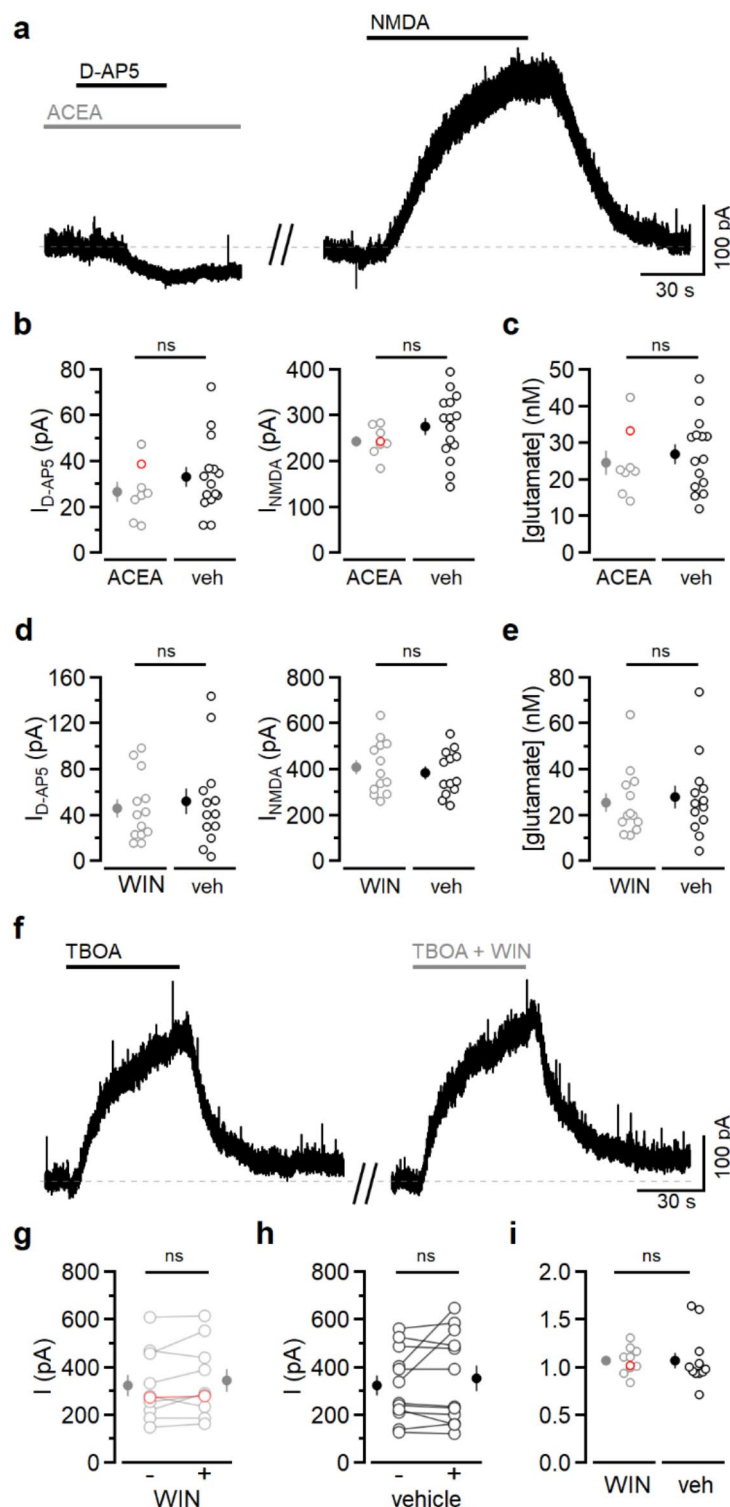 a
NMDA
D-AP5
ACEA
100 pA
30 s
b
c
ns
ns
ns
I_D-AP5 (pA)
80
60
40
20
0
ACEA
veh
I_NMDA (pA)
400
300
200
100
0
ACEA
veh
[glutamate] (nM)
50
40
30
20
10
0
ACEA
veh
d
e
ns
ns
ns
I_D-AP5 (pA)
160
120
80
40
0
WIN
veh
I_NMDA (pA)
800
600
400
200
0
WIN
veh
[glutamate] (nM)
80
60
40
20
0
WIN
veh
f
TBOA
TBOA + WIN
100 pA
30 s
g
h
i
ns
ns
ns
I (pA)
800
600
400
200
0
- +
WIN
I (pA)
800
600
400
200
0
- +
vehicle
2.0
1.5
1.0
0.5
0.0
WIN
veh